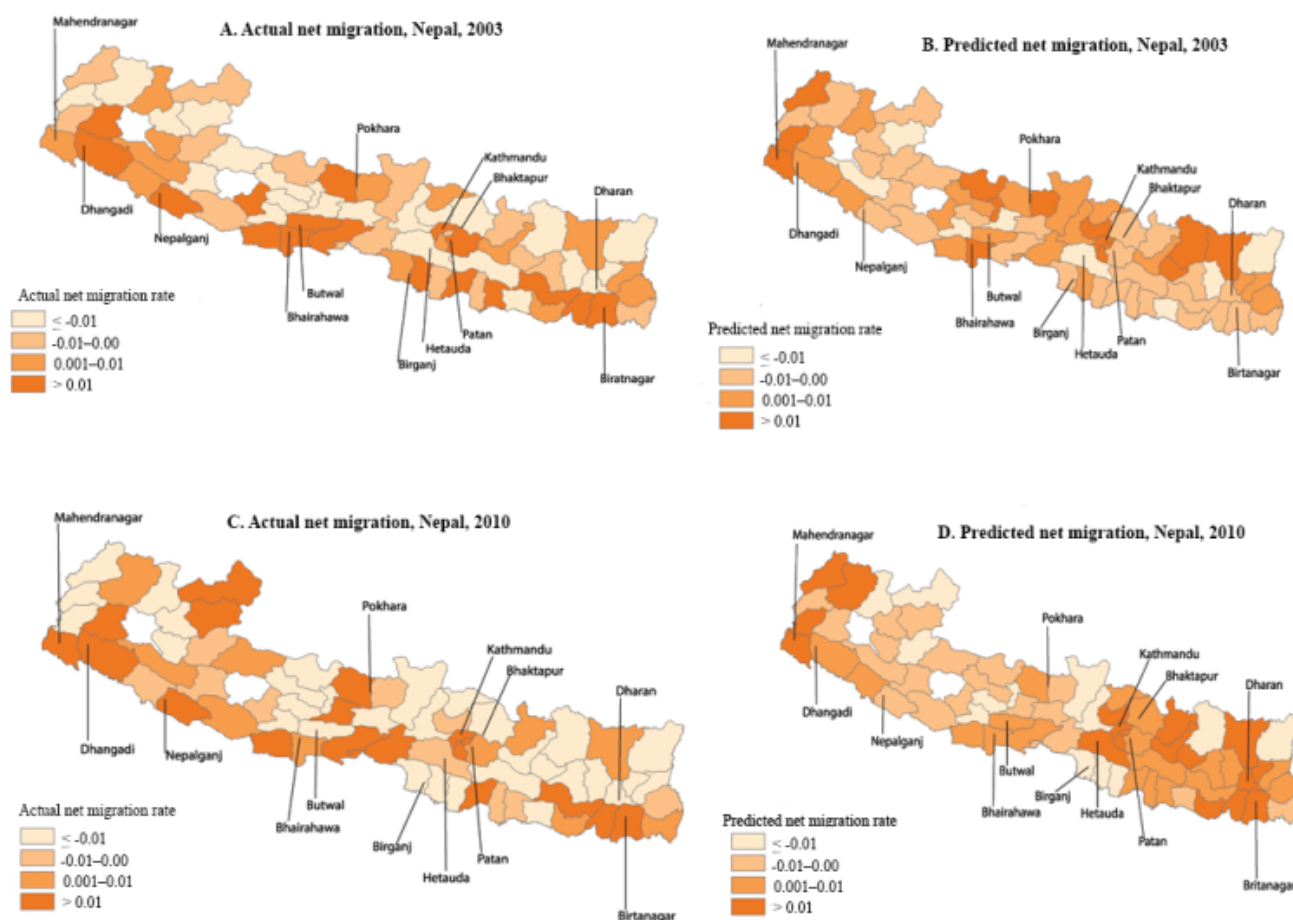 A. Actual net migration, Nepal, 2003
Mahendranagar
Pokhara
Kathmandu
Bhaktapur
Dharan
Dhangadi
Nepalganj
Butwal
Bhairahawa
Patan
Hetauda
Birganj
Biratnagar
Actual net migration rate
≤ -0.01
-0.01–0.00
0.001–0.01
> 0.01
B. Predicted net migration, Nepal, 2003
Mahendranagar
Pokhara
Kathmandu
Bhaktapur
Dharan
Dhangadi
Nepalganj
Butwal
Bhairahawa
Birganj
Patan
Hetauda
Birtanagar
Predicted net migration rate
≤ -0.01
-0.01–0.00
0.001–0.01
> 0.01
C. Actual net migration, Nepal, 2010
Mahendranagar
Pokhara
Kathmandu
Bhaktapur
Dharan
Dhangadi
Nepalganj
Butwal
Bhairahawa
Birganj
Patan
Hetauda
Birtanagar
Actual net migration rate
≤ -0.01
-0.01–0.00
0.001–0.01
> 0.01
D. Predicted net migration, Nepal, 2010
Mahendranagar
Pokhara
Kathmandu
Bhaktapur
Dharan
Dhangadi
Nepalganj
Butwal
Birganj
Bhairahawa
Hetauda
Patan
Britanagar
Predicted net migration rate
≤ -0.01
-0.01–0.00
0.001–0.01
> 0.01